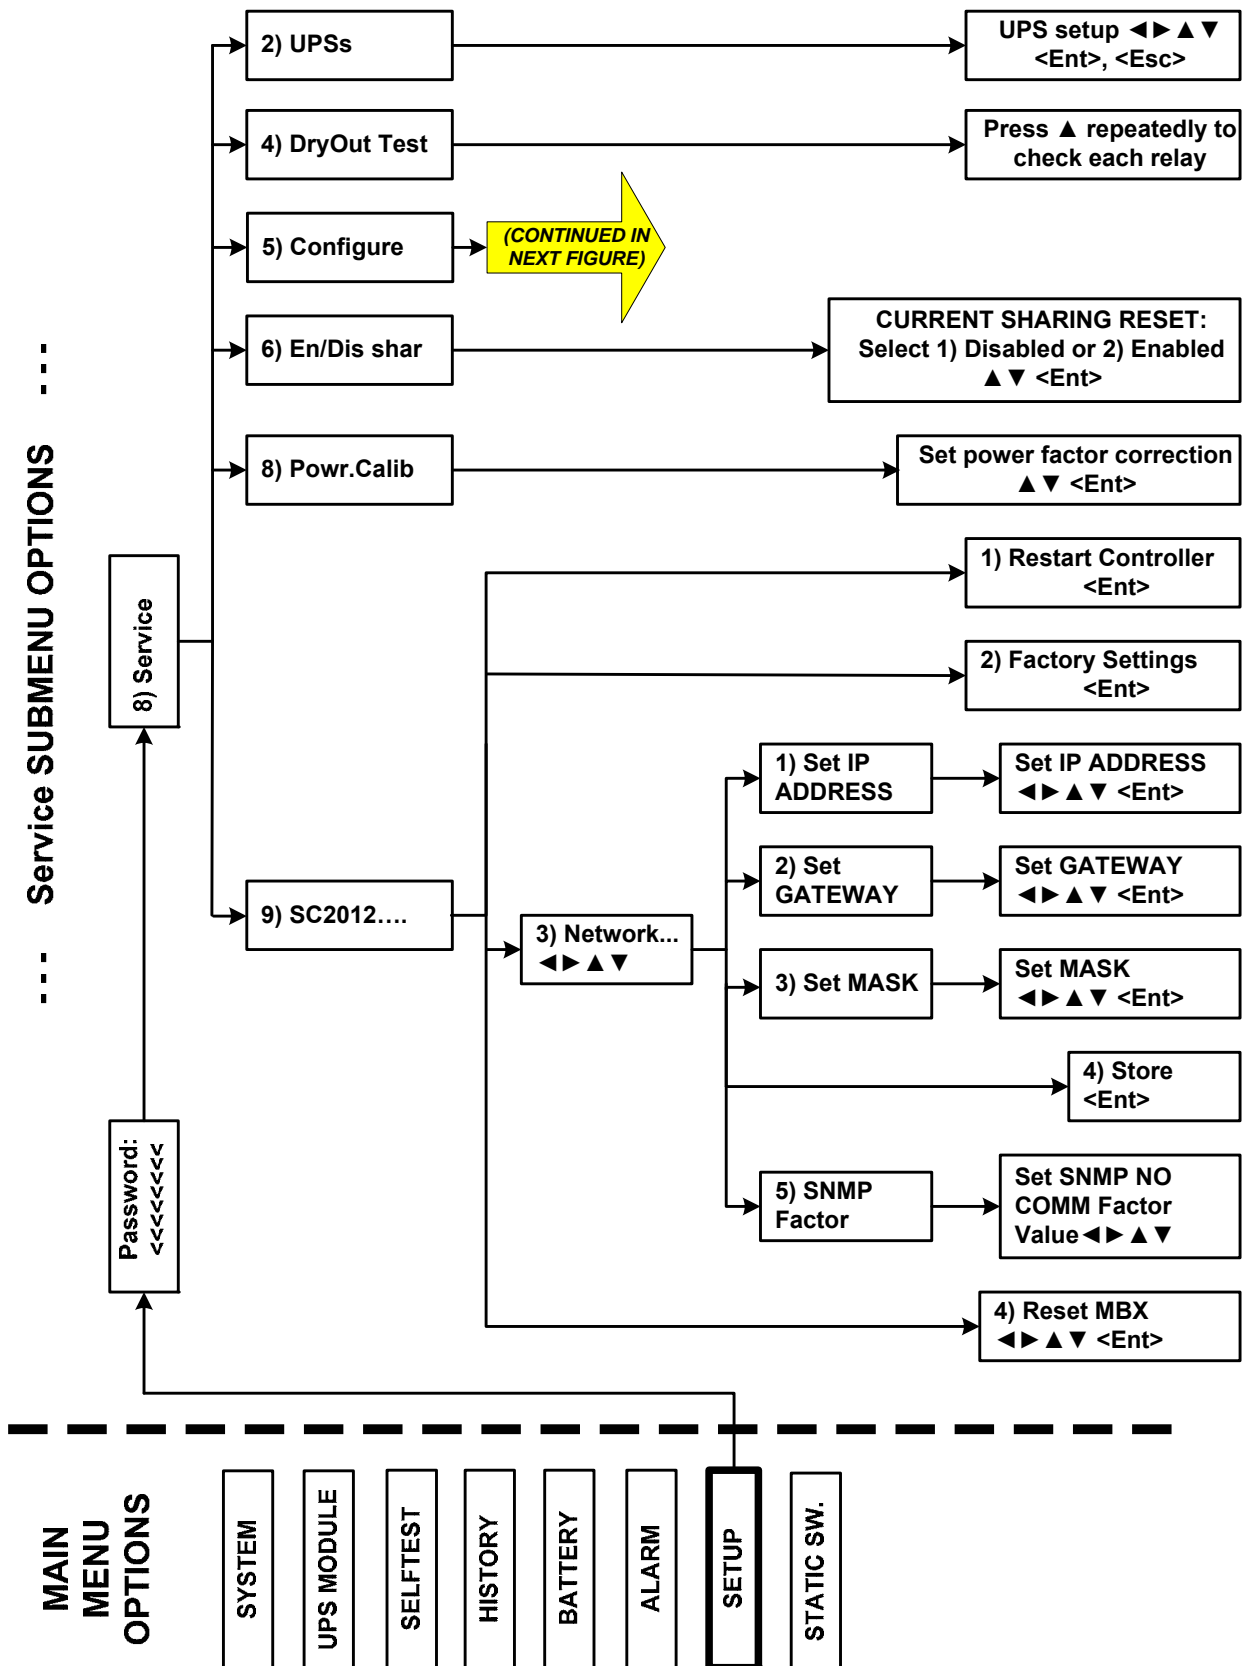 2) UPSs
UPS setup ◄►▲▼
<Ent>, <Esc>
4) DryOut Test
Press ▲ repeatedly to
check each relay
5) Configure
(CONTINUED IN
NEXT FIGURE)
6) En/Dis shar
CURRENT SHARING RESET:
Select 1) Disabled or 2) Enabled
▲▼ <Ent>
8) Powr.Calib
Set power factor correction
▲▼ <Ent>
9) SC2012....
1) Restart Controller
<Ent>
2) Factory Settings
<Ent>
3) Network...
◄►▲▼
1) Set IP
ADDRESS
Set IP ADDRESS
◄►▲▼ <Ent>
2) Set
GATEWAY
Set GATEWAY
◄►▲▼ <Ent>
3) Set MASK
Set MASK
◄►▲▼ <Ent>
4) Store
<Ent>
5) SNMP
Factor
Set SNMP NO
COMM Factor
Value◄►▲▼
4) Reset MBX
◄►▲▼ <Ent>
--- Service SUBMENU OPTIONS ---
8) Service
Password:
<<<<<<<<
MAIN
MENU
OPTIONS
SYSTEM
UPS MODULE
SELFTEST
HISTORY
BATTERY
ALARM
SETUP
STATIC SW.